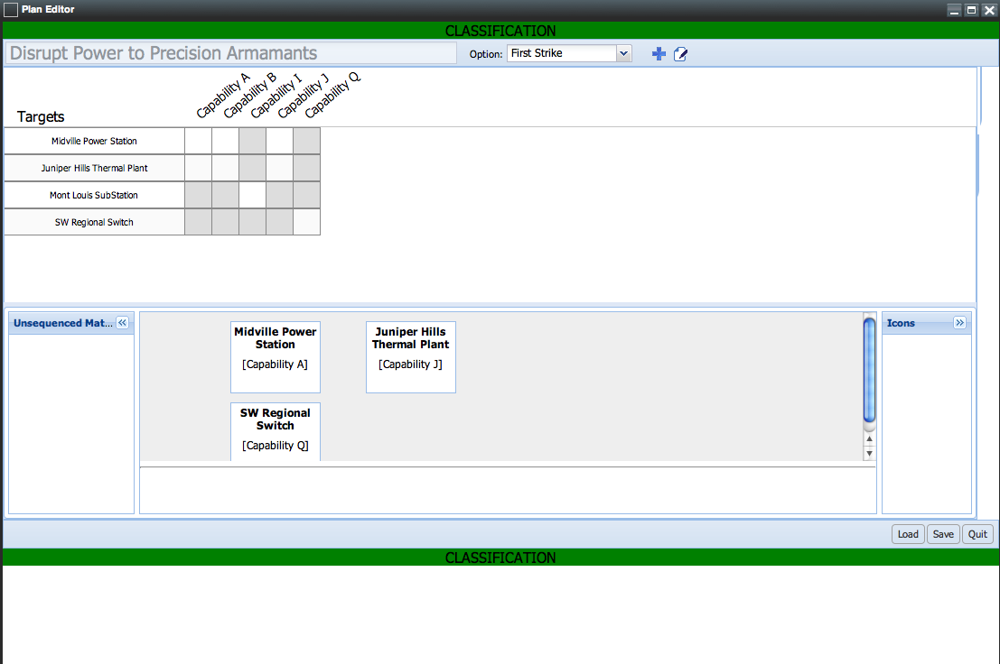 Plan Editor
CLASSIFICATION
Disrupt Power to Precision Armamants
Option: First Strike
Capability A
Capability B
Capability I
Capability J
Capability Q
Targets
Midville Power Station
Juniper Hills Thermal Plant
Mont Louis SubStation
SW Regional Switch
Unsequenced Mat...
Midville Power
Station
[Capability A]
Juniper Hills
Thermal Plant
[Capability J]
SW Regional
Switch
[Capability Q]
Icons
Load Save Quit
CLASSIFICATION